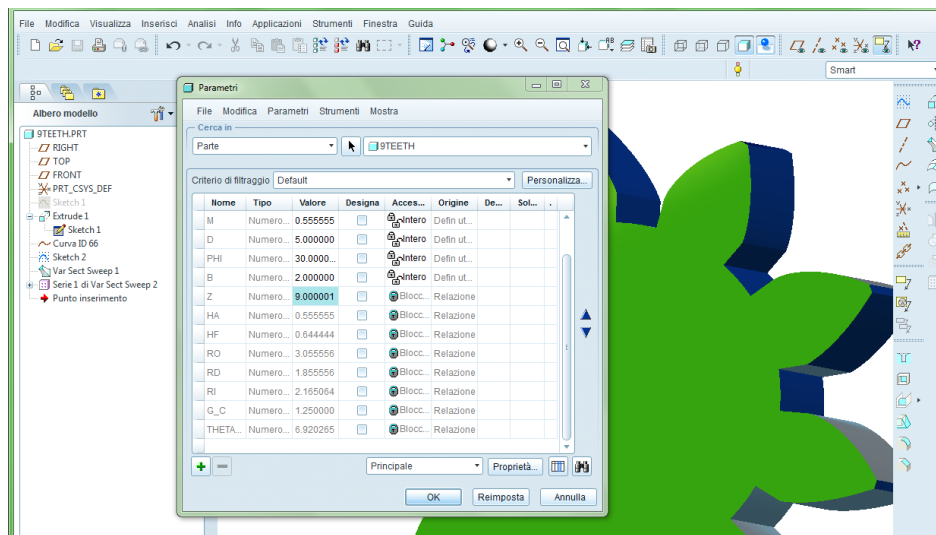 File Modifica Visualizza Inserisci Analisi Info Applicazioni Strumenti Finestra Guida
Smart
Albero modello
9TEETH.PRT
RIGHT
TOP
FRONT
PRT_CSYS_DEF
Sketch 1
Extrude 1
Sketch 1
Curva ID 66
Sketch 2
Var Sect Sweep 1
Serie 1 di Var Sect Sweep 2
Punto inserimento
Parametri
File Modifica Parametri Strumenti Mostra
Cerca in
Parte 9TEETH
Criterio di filtraggio Default Personalizza...
Nome Tipo Valore Designa Acces... Origine De... Sol... .
M Numero... 0.555555 Intero Defin ut...
D Numero... 5.000000 Intero Defin ut...
PHI Numero... 30.0000... Intero Defin ut...
B Numero... 2.000000 Intero Defin ut...
Z Numero... 9.000001 Blocc... Relazione
HA Numero... 0.555555 Blocc... Relazione
HF Numero... 0.644444 Blocc... Relazione
RO Numero... 3.055556 Blocc... Relazione
RD Numero... 1.855556 Blocc... Relazione
RI Numero... 2.165064 Blocc... Relazione
G_C Numero... 1.250000 Blocc... Relazione
THETA... Numero... 6.920265 Blocc... Relazione
Principale Proprietà...
OK Reimposta Annulla